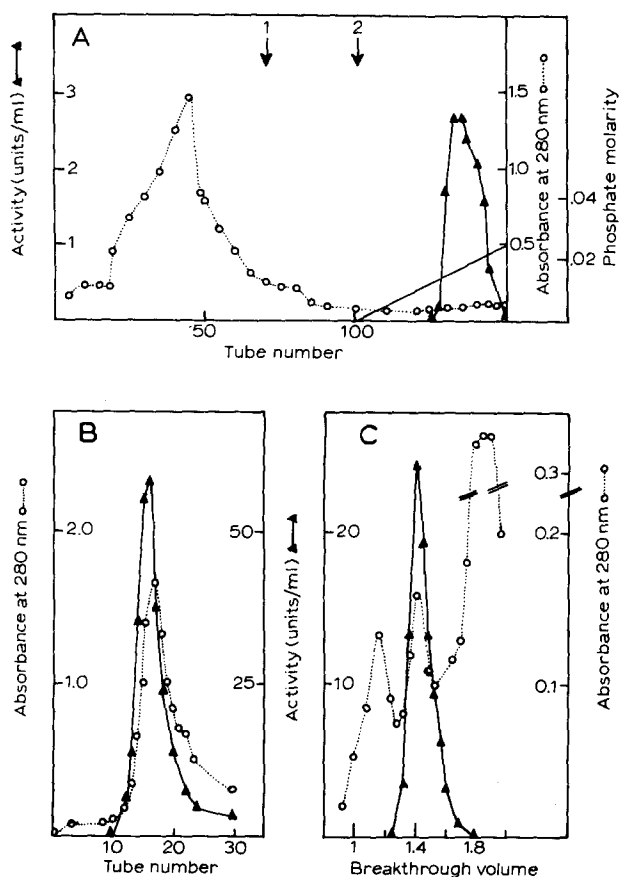 A
1
2
Activity (units/ml)
3
2
1
1.5
1.0
0.5
Absorbance at 280 nm
.04
.02
Phosphate molarity
50
100
Tube number
B
Absorbance at 280 nm
2.0
1.0
50
25
10
20
30
Tube number
C
Activity (units/ml)
20
10
0.3
0.2
0.1
Absorbance at 280 nm
1
1.4
1.8
Breakthrough volume